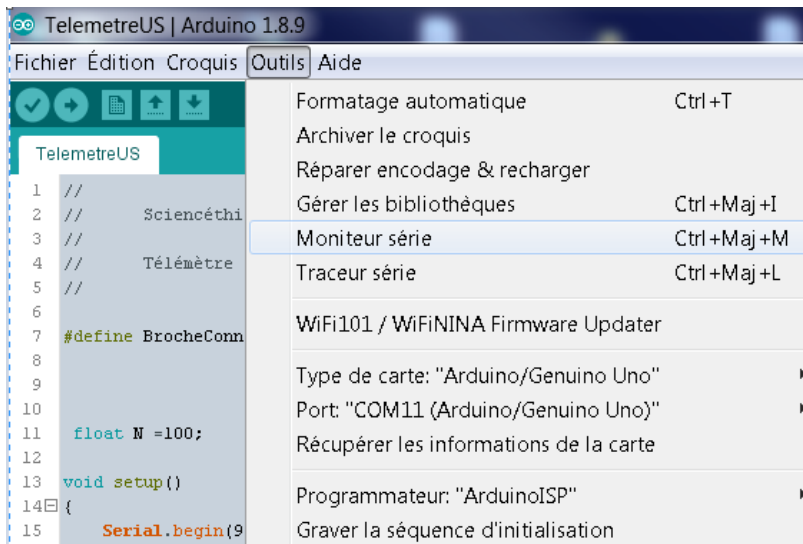 TelemetreUS | Arduino 1.8.9
Fichier Édition Croquis Outils Aide
TelemetreUS
Formatage automatique Ctrl+T
Archiver le croquis
Réparer encodage & recharger
Gérer les bibliothèques Ctrl+Maj+I
Moniteur série Ctrl+Maj+M
Traceur série Ctrl+Maj+L
WiFi101 / WiFiNINA Firmware Updater
Type de carte: "Arduino/Genuino Uno"
Port: "COM11 (Arduino/Genuino Uno)"
Récupérer les informations de la carte
Programmateur: "ArduinoISP"
Graver la séquence d'initialisation
1 //
2 // Sciencéthi
3 //
4 // Télémètre
5 //
6
7 #define BrocheConn
8
9
10
11 float N =100;
12
13 void setup()
14 {
15 Serial.begin(9